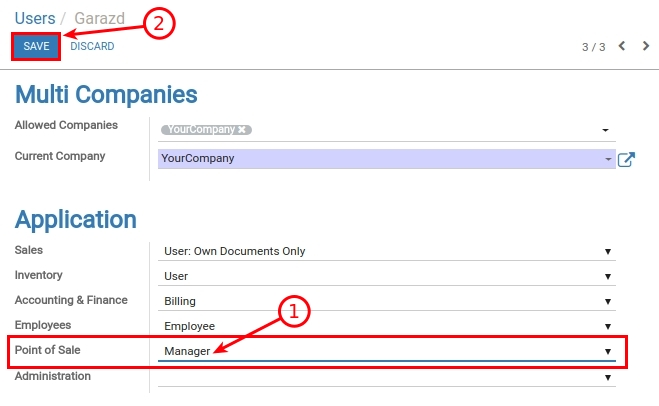 Users / Garazd
2
SAVE DISCARD 3 / 3
Multi Companies
Allowed Companies YourCompany ✖
Current Company YourCompany
Application
Sales User: Own Documents Only
Inventory User
Accounting & Finance Billing
1
Employees Employee
Point of Sale Manager
Administration